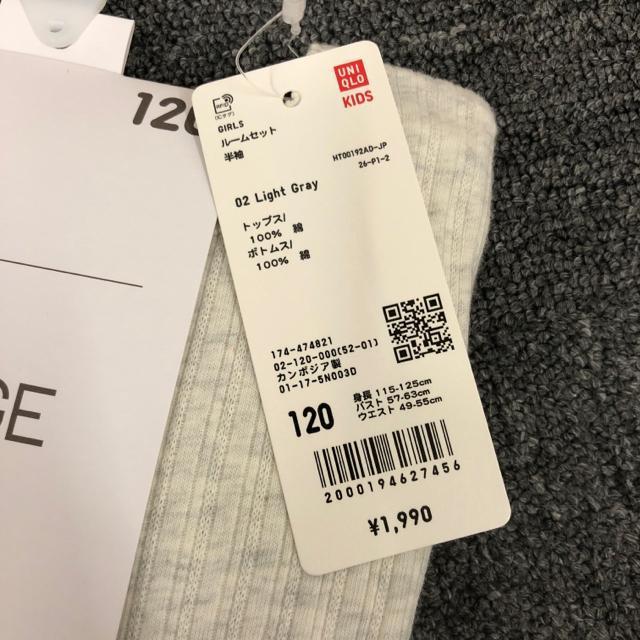 120
GE
RFID
(ICタグ)
UNI
QLO
KIDS
GIRLS
ルームセット
半袖
HT00192AD-JP
26-P1-2
02 Light Gray
トップス/
100% 綿
ボトムス/
100% 綿
174-474821
02-120-000(52-01)
カンボジア製
01-17-5N003D
120
身長 115-125cm
バスト 57-63cm
ウエスト 49-55cm
2000194627456
¥1,990